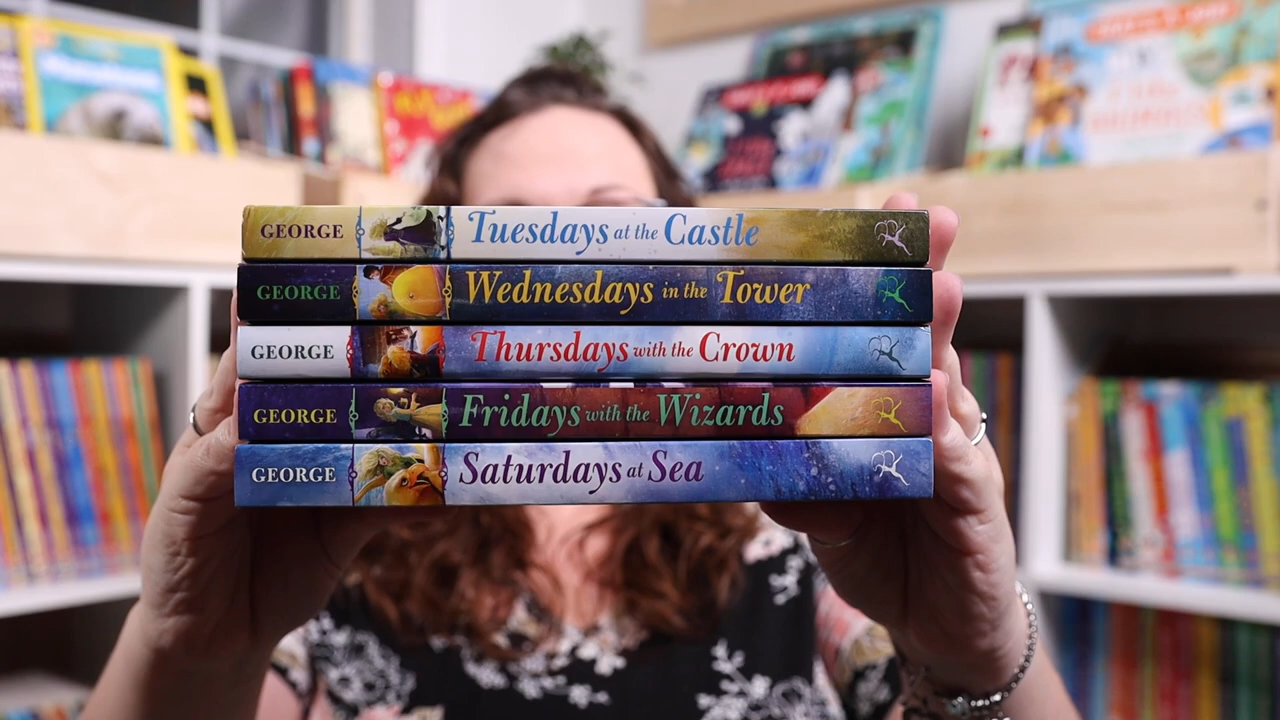 GEORGE Tuesdays at the Castle
GEORGE Wednesdays in the Tower
GEORGE Thursdays with the Crown
GEORGE Fridays with the Wizards
GEORGE Saturdays at Sea